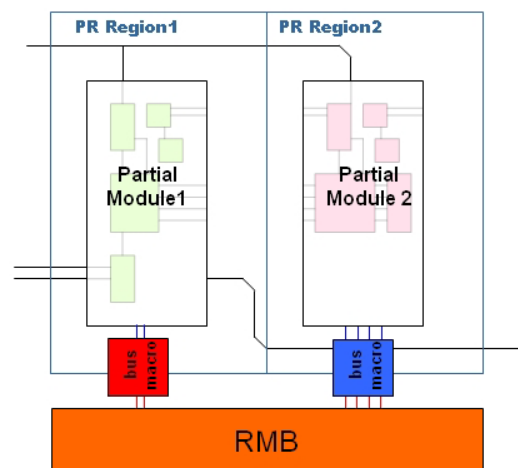 PR Region1
PR Region2
Partial
Module1
Partial
Module 2
bus
macro
bus
macro
RMB